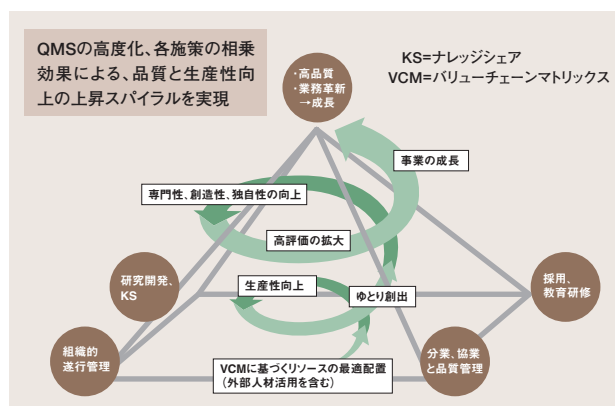 QMSの高度化、各施策の相乗
効果による、品質と生産性向
上の上昇スパイラルを実現
KS=ナレッジシェア
VCM=バリューチェーンマトリックス
・高品質
・業務革新
→成長
事業の成長
専門性、創造性、独自性の向上
高評価の拡大
研究開発、
KS
生産性向上
ゆとり創出
採用、
教育研修
組織的
遂行管理
VCMに基づくリソースの最適配置
（外部人材活用を含む）
分業、協業
と品質管理